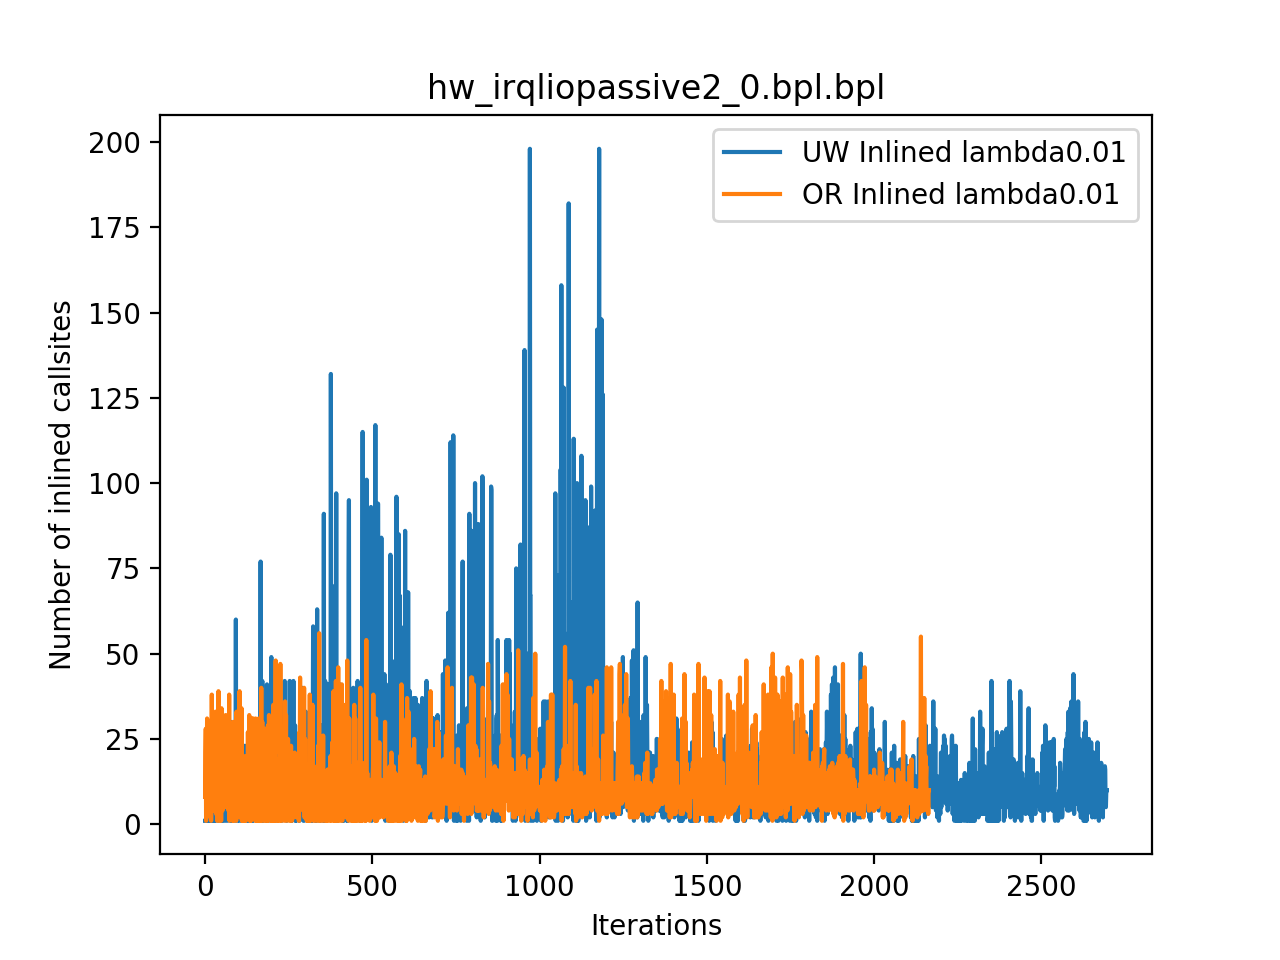 hw_irqliopassive2_0.bpl.bpl
UW Inlined lambda0.01
OR Inlined lambda0.01
Number of inlined callsites
200
175
150
125
100
75
50
25
0
0 500 1000 1500 2000 2500
Iterations